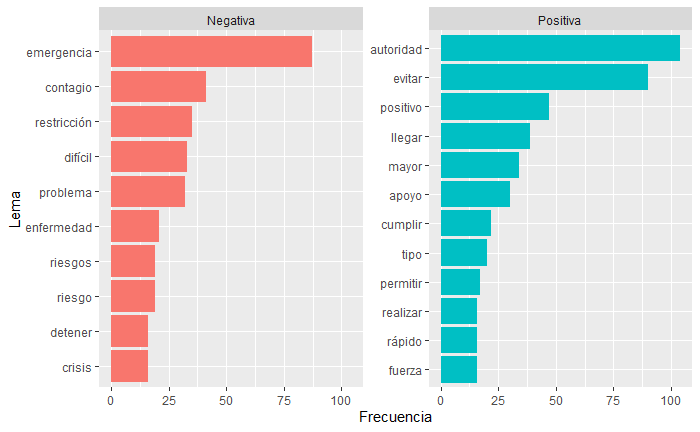 Negativa
Positiva
Lema
emergencia
contagio
restricción
difícil
problema
enfermedad
riesgos
riesgo
detener
crisis
0 25 50 75 100
autoridad
evitar
positivo
llegar
mayor
apoyo
cumplir
tipo
permitir
realizar
rápido
fuerza
0 25 50 75 100
Frecuencia